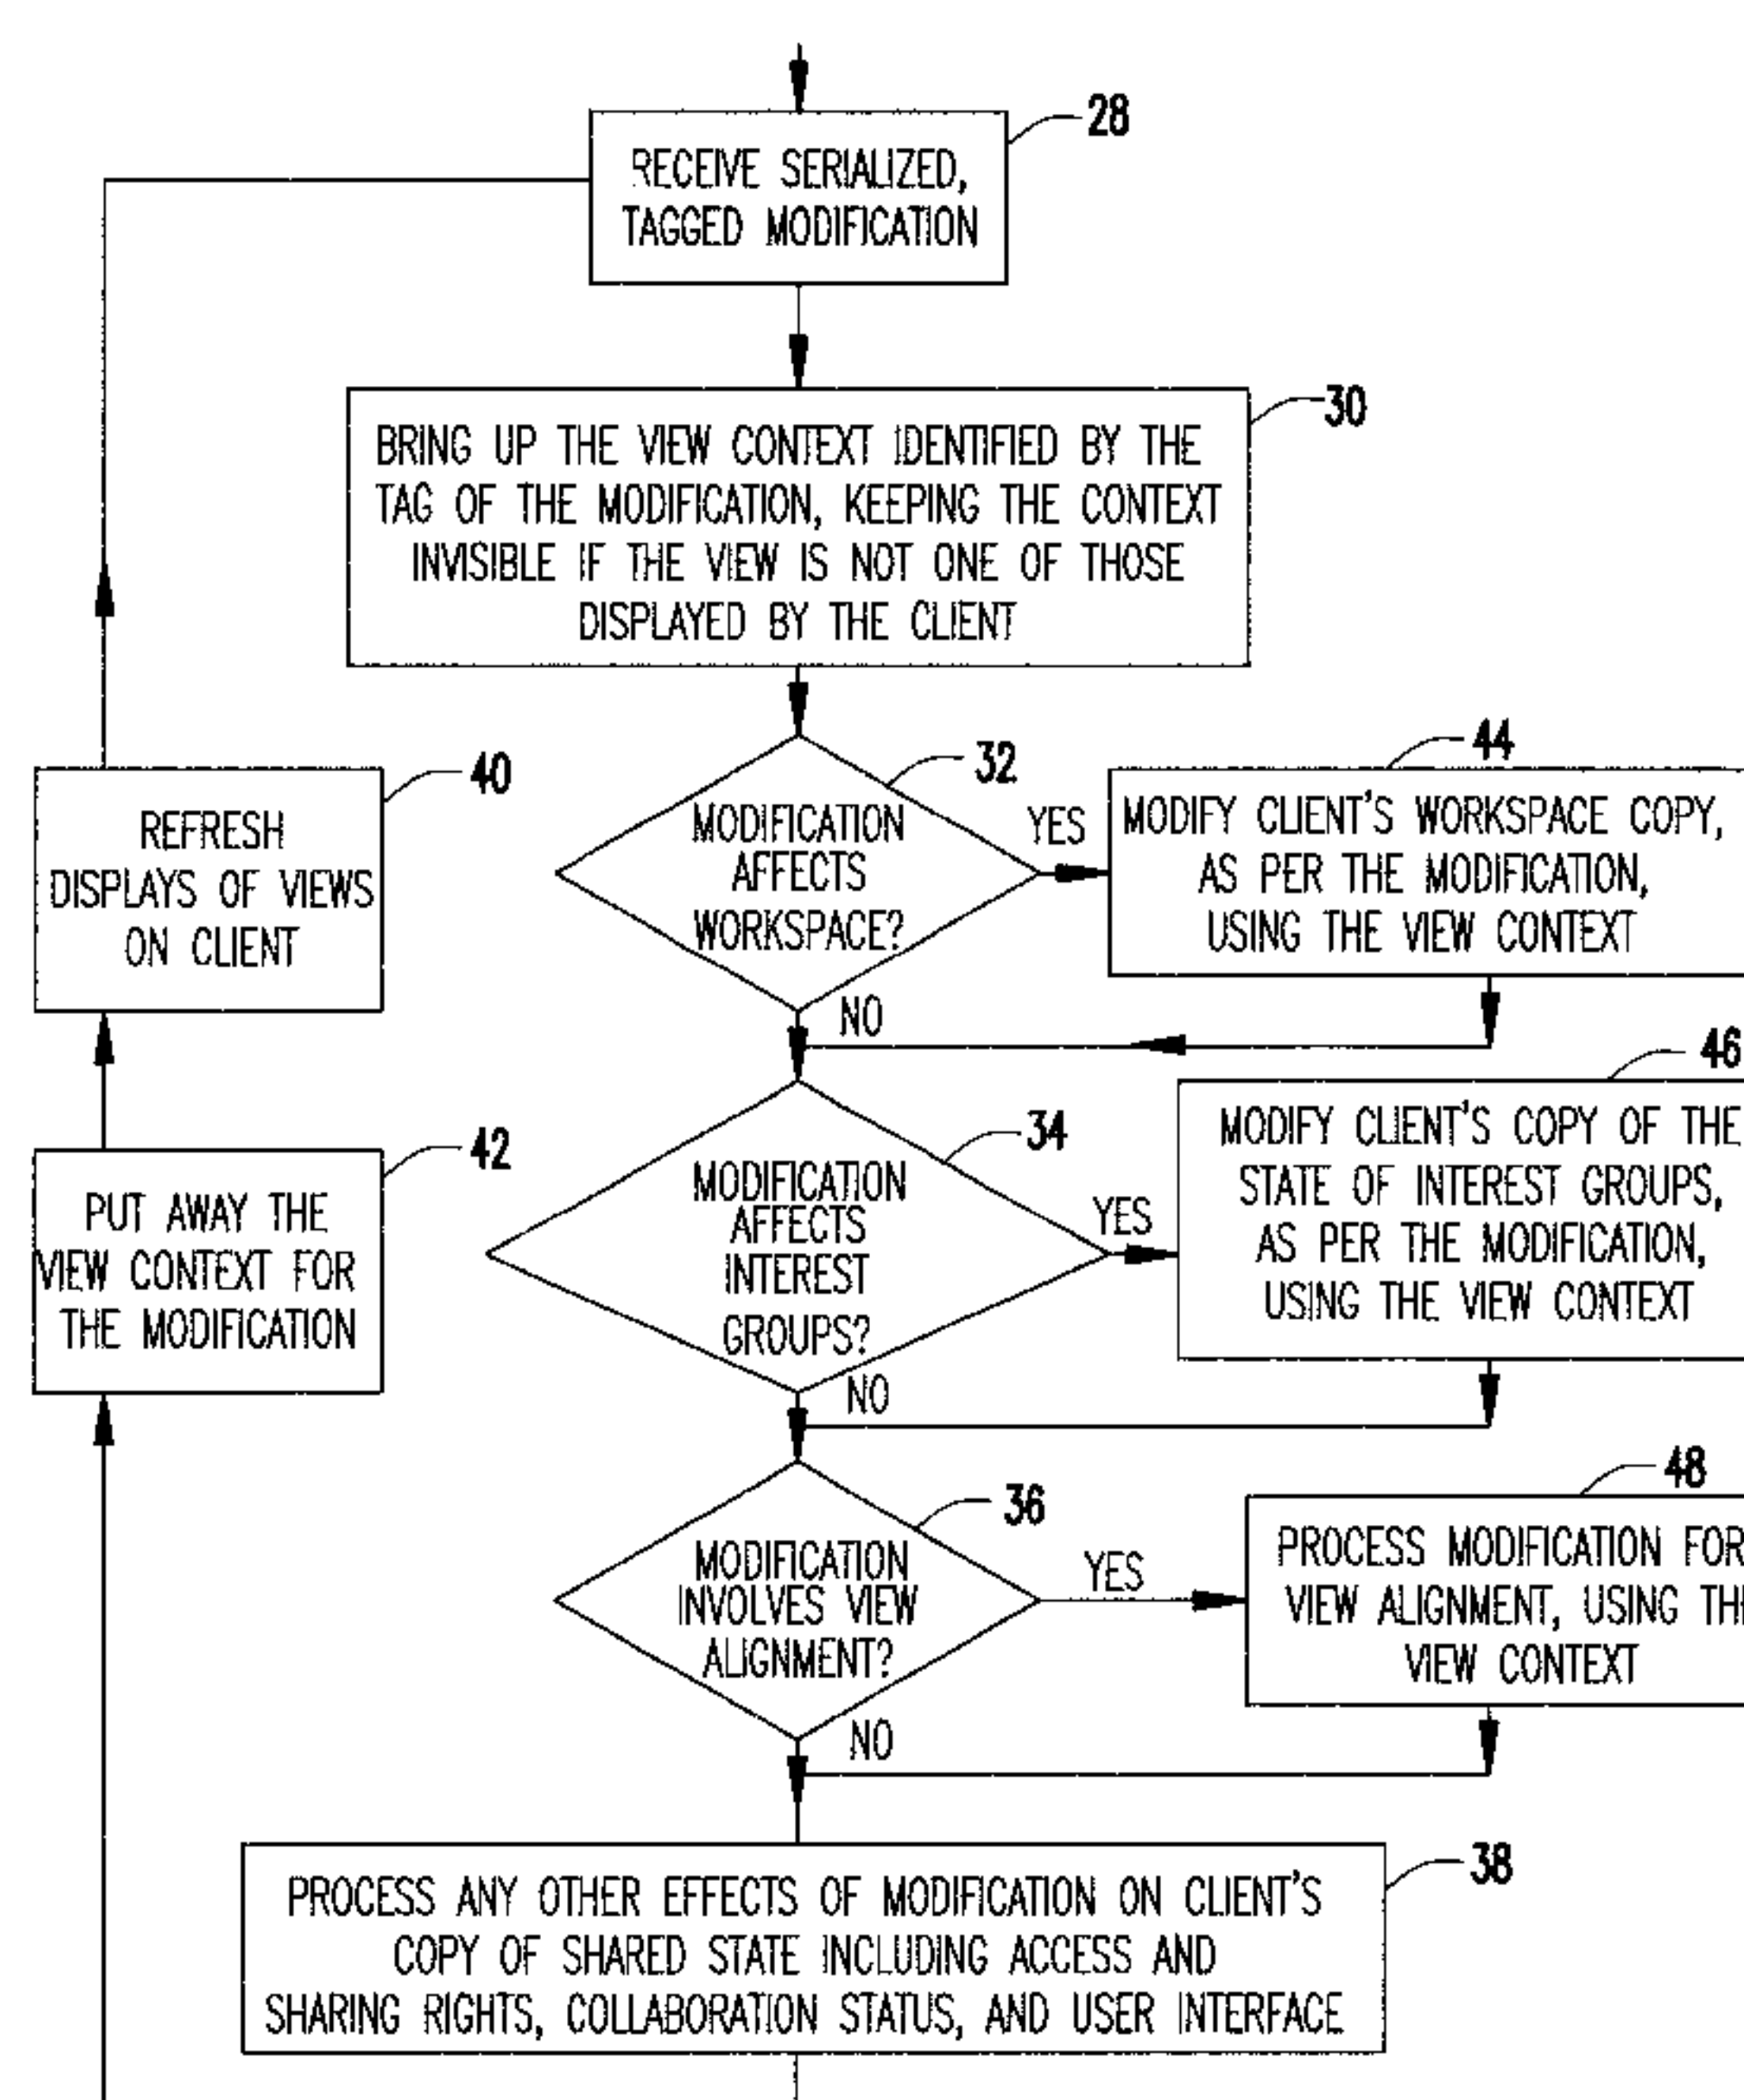 28
RECEIVE SERIALIZED,
TAGGED MODIFICATION
30
BRING UP THE VIEW CONTEXT IDENTIFIED BY THE
TAG OF THE MODIFICATION, KEEPING THE CONTEXT
INVISIBLE IF THE VIEW IS NOT ONE OF THOSE
DISPLAYED BY THE CLIENT
32
MODIFICATION
AFFECTS
WORKSPACE?
YES
NO
44
MODIFY CLIENT'S WORKSPACE COPY,
AS PER THE MODIFICATION,
USING THE VIEW CONTEXT
40
REFRESH
DISPLAYS OF VIEWS
ON CLIENT
34
MODIFICATION
AFFECTS
INTEREST
GROUPS?
YES
NO
46
MODIFY CLIENT'S COPY OF THE
STATE OF INTEREST GROUPS,
AS PER THE MODIFICATION,
USING THE VIEW CONTEXT
42
PUT AWAY THE
VIEW CONTEXT FOR
THE MODIFICATION
36
MODIFICATION
INVOLVES VIEW
ALIGNMENT?
YES
NO
48
PROCESS MODIFICATION FOR
VIEW ALIGNMENT, USING THE
VIEW CONTEXT
38
PROCESS ANY OTHER EFFECTS OF MODIFICATION ON CLIENT'S
COPY OF SHARED STATE INCLUDING ACCESS AND
SHARING RIGHTS, COLLABORATION STATUS, AND USER INTERFACE